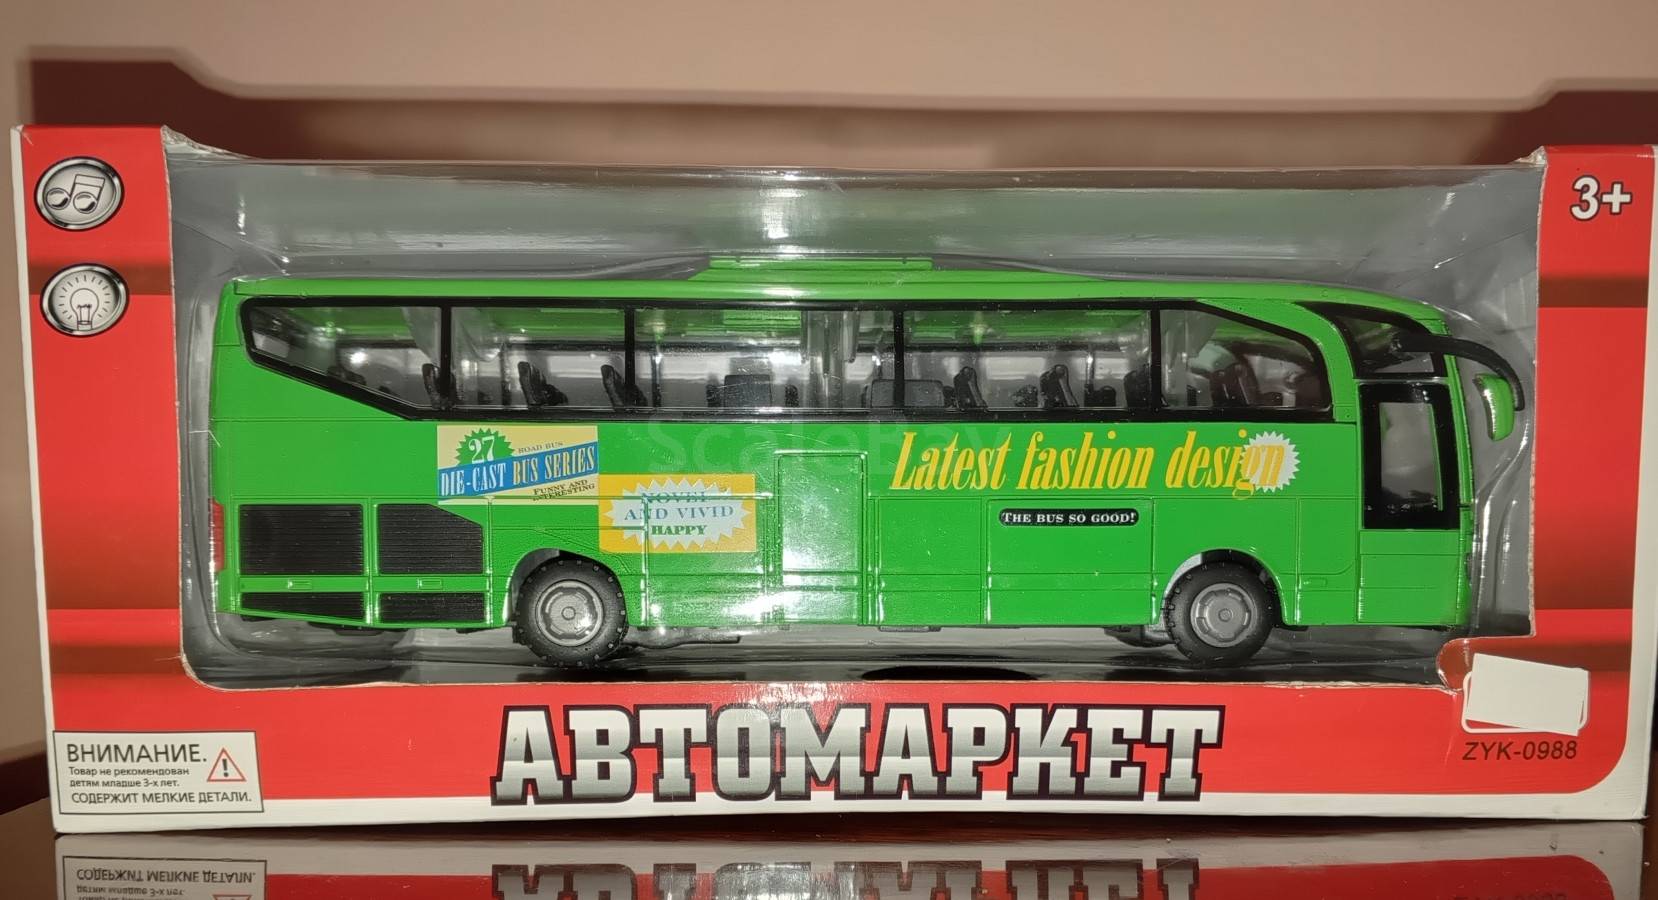 3+
27
ROAD BUS
DIE-CAST BUS SERIES
FUNNY AND
INTERESTING
NOVEL
AND VIVID
HAPPY
Latest fashion design
THE BUS SO GOOD!
ScaleBay
АВТОМАРКЕТ
ZYK-0988
ВНИМАНИЕ.
Товар не рекомендован
детям младше 3-х лет.
СОДЕРЖИТ МЕЛКИЕ ДЕТАЛИ.